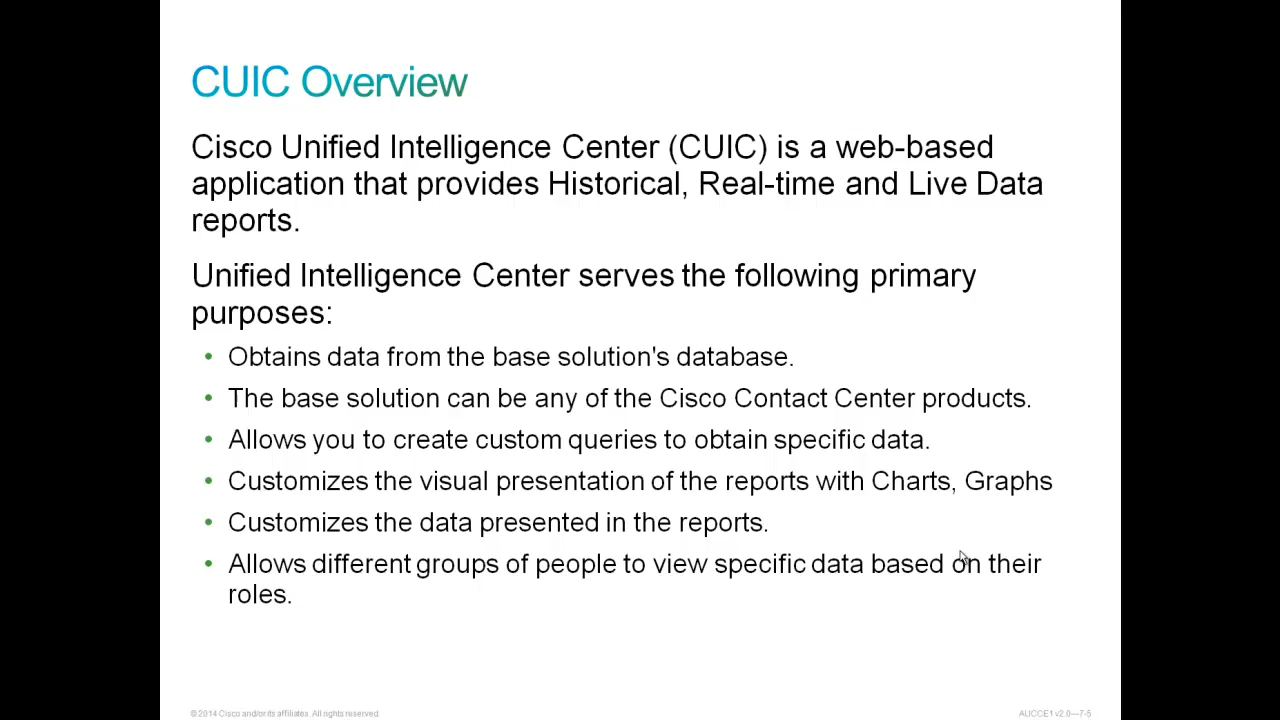 CUIC Overview
Cisco Unified Intelligence Center (CUIC) is a web-based
application that provides Historical, Real-time and Live Data
reports.
Unified Intelligence Center serves the following primary
purposes:
• Obtains data from the base solution's database.
• The base solution can be any of the Cisco Contact Center products.
• Allows you to create custom queries to obtain specific data.
• Customizes the visual presentation of the reports with Charts, Graphs
• Customizes the data presented in the reports.
• Allows different groups of people to view specific data based on their
roles.
© 2014 Cisco and/or its affiliates. All rights reserved.
AUCCE1 v2.0—7-5